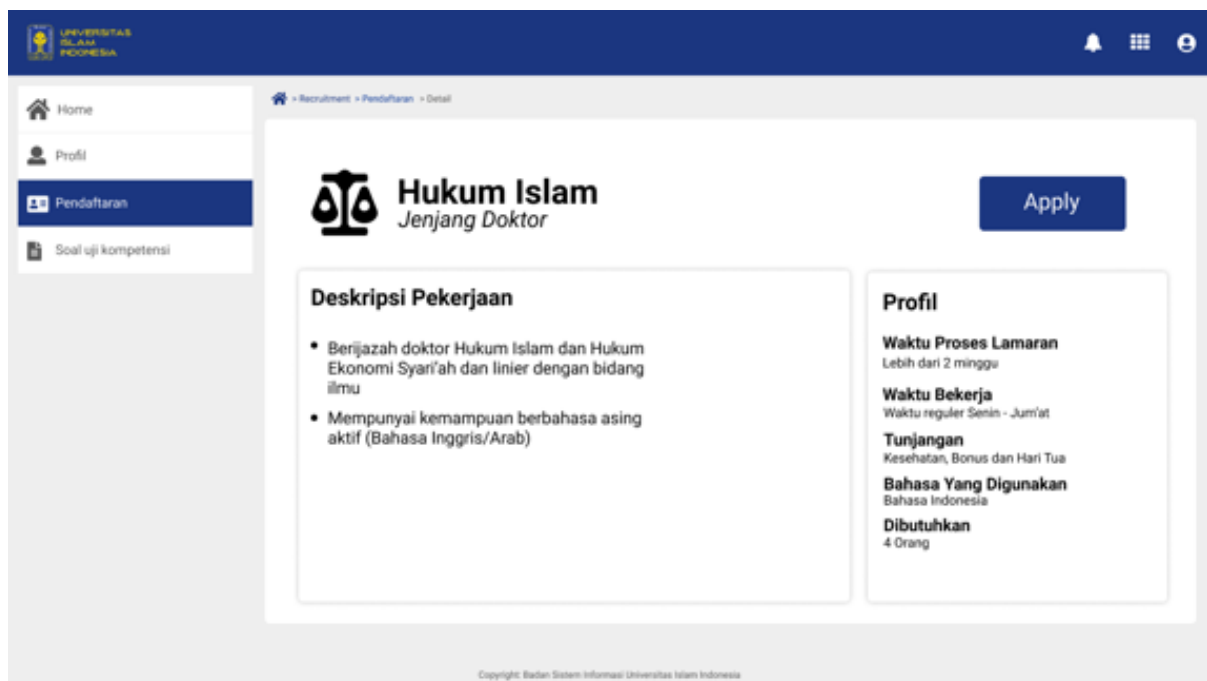 UNIVERSITAS
ISLAM
INDONESIA
Home
Profil
Pendaftaran
Soal uji kompetensi
> Recruitment > Pendaftaran > Detail
Hukum Islam
Jenjang Doktor
Apply
Deskripsi Pekerjaan
• Berijazah doktor Hukum Islam dan Hukum
Ekonomi Syari'ah dan linier dengan bidang
ilmu
• Mempunyai kemampuan berbahasa asing
aktif (Bahasa Inggris/Arab)
Profil
Waktu Proses Lamaran
Lebih dari 2 minggu
Waktu Bekerja
Waktu reguler Senin - Jum'at
Tunjangan
Kesehatan, Bonus dan Hari Tua
Bahasa Yang Digunakan
Bahasa Indonesia
Dibutuhkan
4 Orang
Copyright: Badan Sistem Informasi Universitas Islam Indonesia